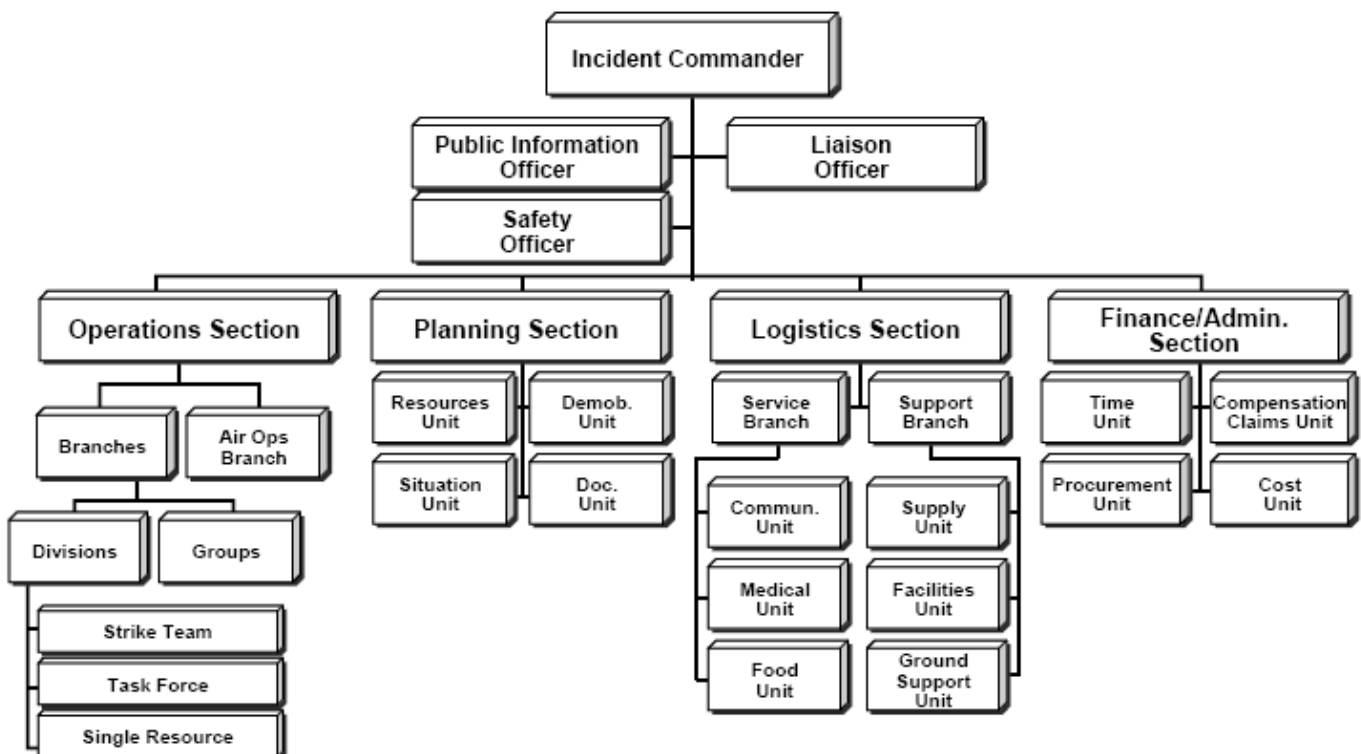 Incident Commander
Public Information
Officer
Liaison
Officer
Safety
Officer
Operations Section
Planning Section
Logistics Section
Finance/Admin.
Section
Branches
Air Ops
Branch
Divisions
Groups
Strike Team
Task Force
Single Resource
Resources
Unit
Demob.
Unit
Situation
Unit
Doc.
Unit
Service
Branch
Support
Branch
Commun.
Unit
Supply
Unit
Medical
Unit
Facilities
Unit
Food
Unit
Ground
Support
Unit
Time
Unit
Compensation
Claims Unit
Procurement
Unit
Cost
Unit